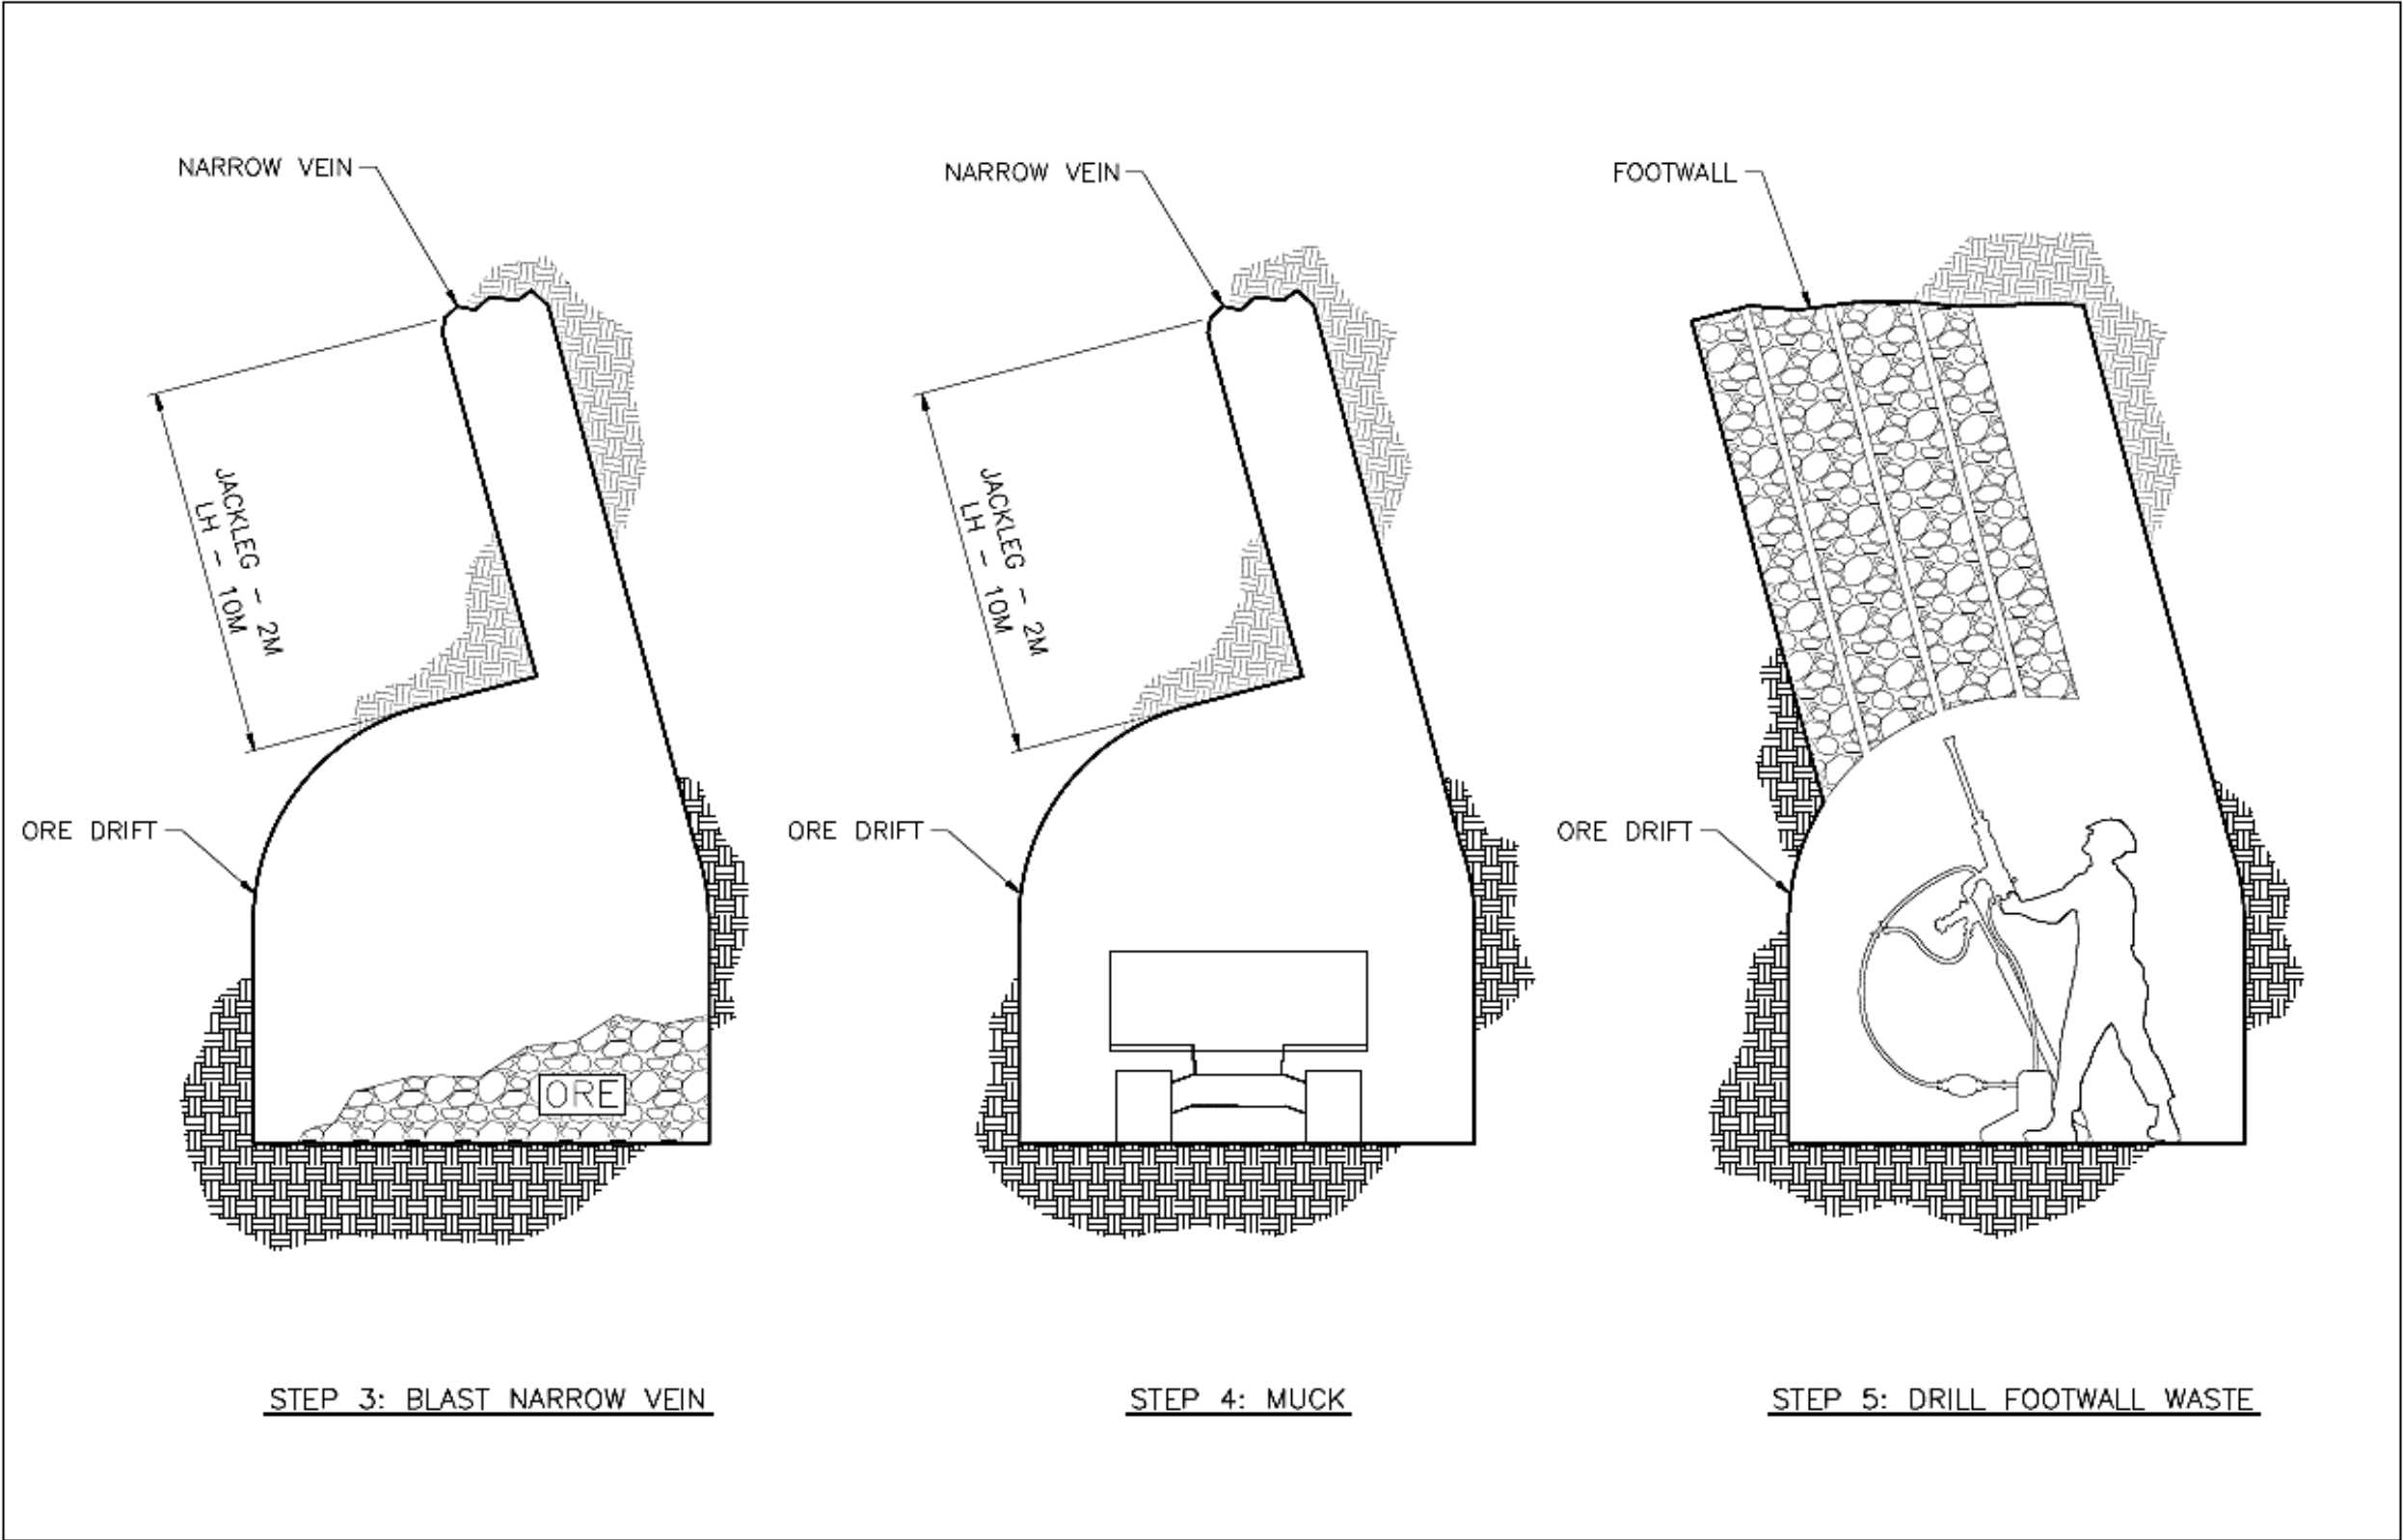 NARROW VEIN
NARROW VEIN
FOOTWALL
JACKLEG - 2M
LH - 10M
JACKLEG - 2M
LH - 10M
ORE DRIFT
ORE DRIFT
ORE DRIFT
ORE
STEP 3: BLAST NARROW VEIN
STEP 4: MUCK
STEP 5: DRILL FOOTWALL WASTE